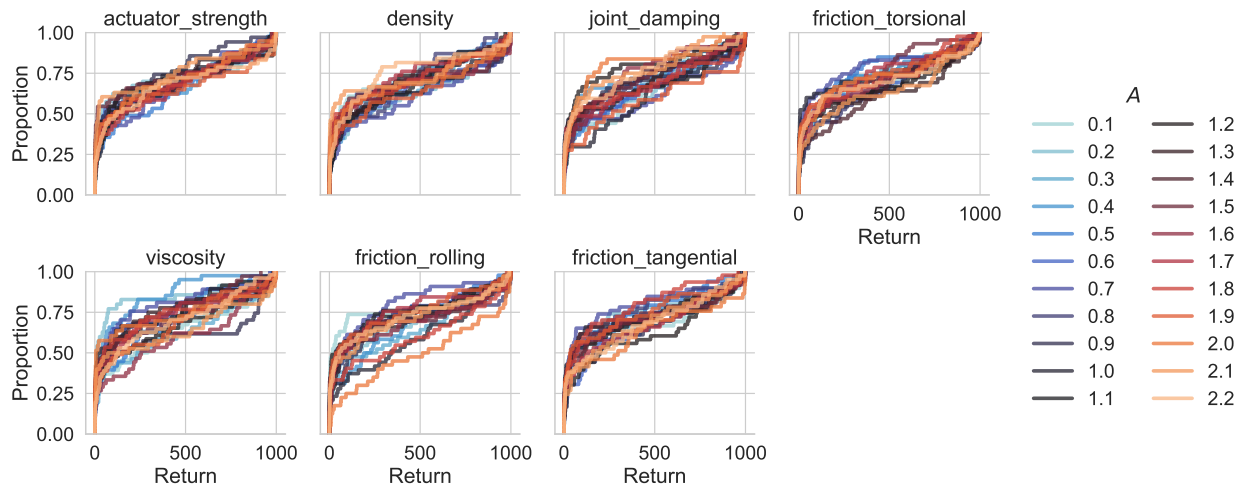 actuator_strength
density
joint_damping
friction_torsional
1.00
0.75
0.50
0.25
0.00
Proportion
0 500 1000
Return
viscosity
friction_rolling
friction_tangential
1.00
0.75
0.50
0.25
0.00
Proportion
0 500 1000
Return
0 500 1000
Return
0 500 1000
Return
A
0.1
0.2
0.3
0.4
0.5
0.6
0.7
0.8
0.9
1.0
1.1
1.2
1.3
1.4
1.5
1.6
1.7
1.8
1.9
2.0
2.1
2.2